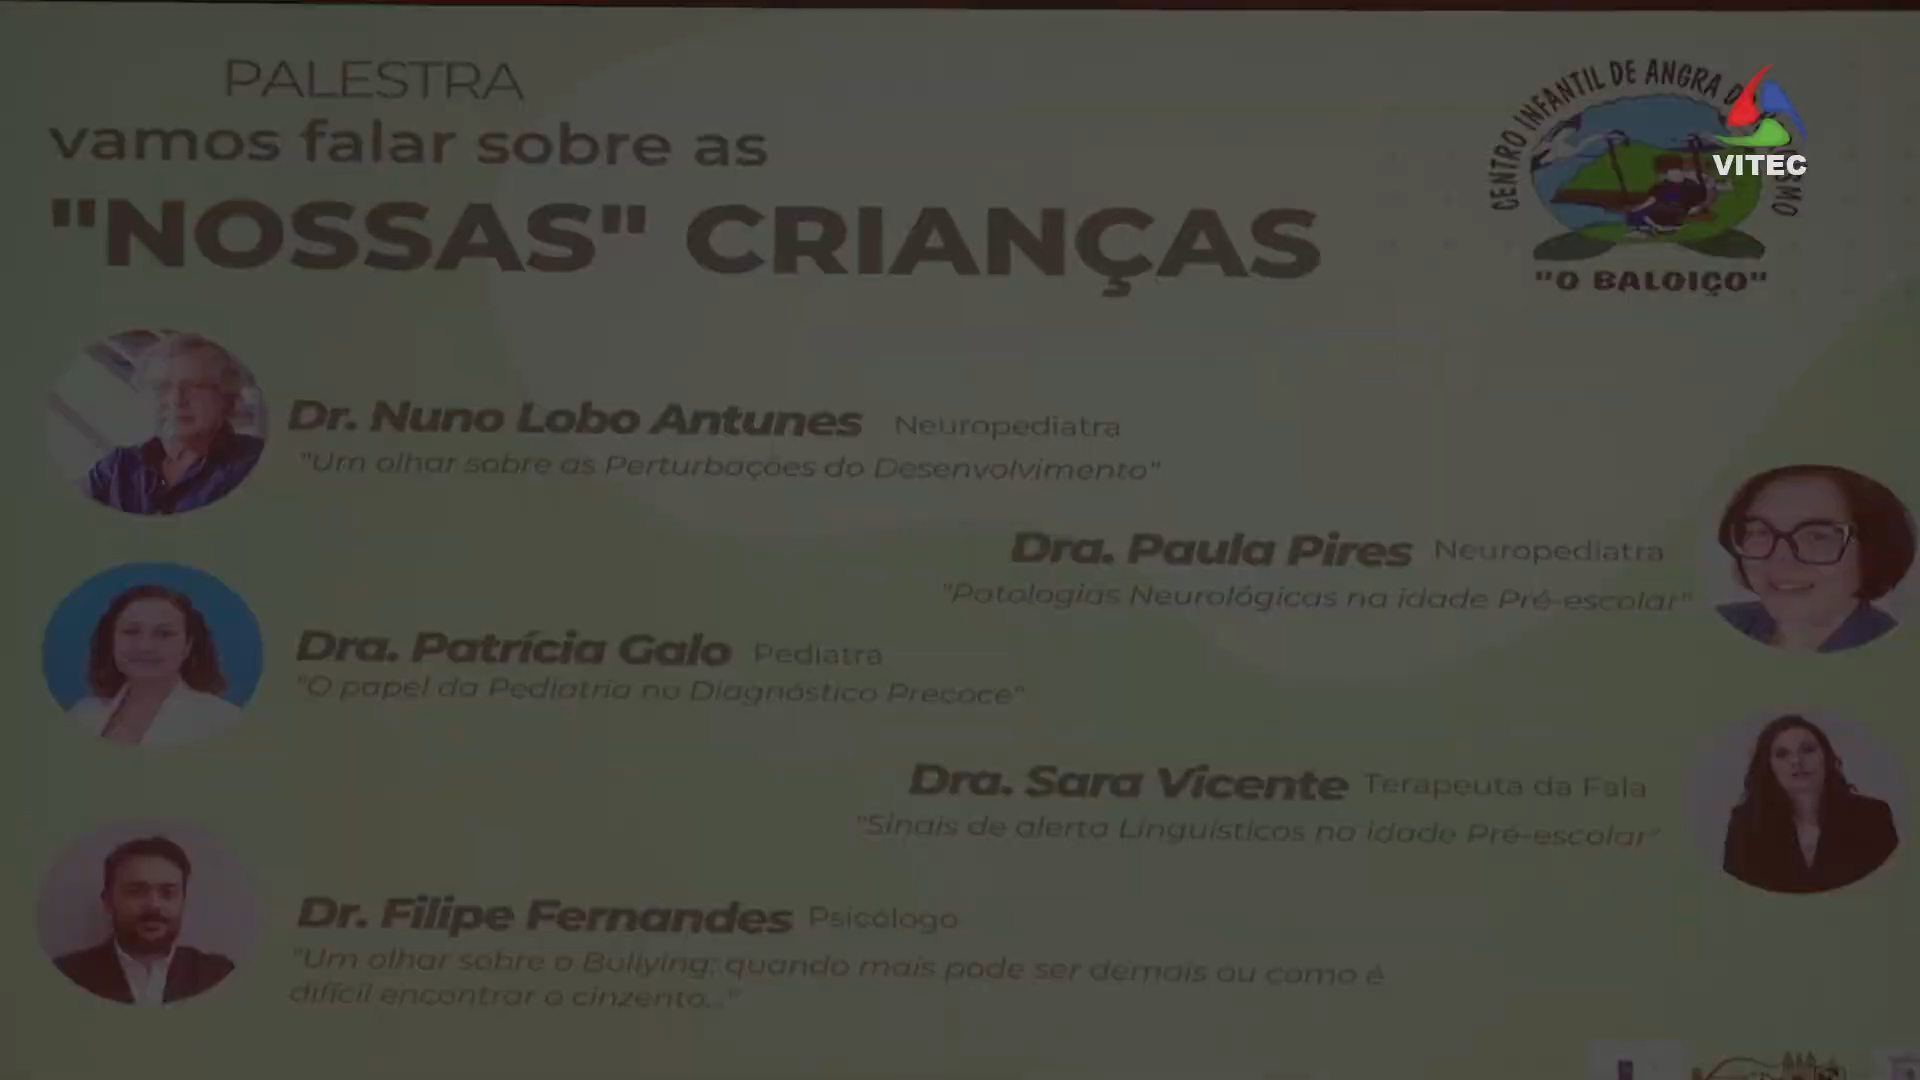 PALESTRA
vamos falar sobre as
"NOSSAS" CRIANÇAS
CENTRO INFANTIL DE ANGRA
VITEC
"O BALOIÇO"
Dr. Nuno Lobo Antunes Neuropediatra
"Um olhar sobre as Perturbações do Desenvolvimento"
Dra. Paula Pires Neuropediatra
"Patologias Neurológicas na idade Pré-escolar"
Dra. Patrícia Galo Pediatra
"O papel da Pediatria no Diagnóstico Precoce"
Dra. Sara Vicente Terapeuta da Fala
"Sinais de alerta Linguísticos na idade Pré-escolar"
Dr. Filipe Fernandes Psicólogo
"Um olhar sobre o Bullying: quando mais pode ser demais ou como é
difícil encontrar o cinzento..."